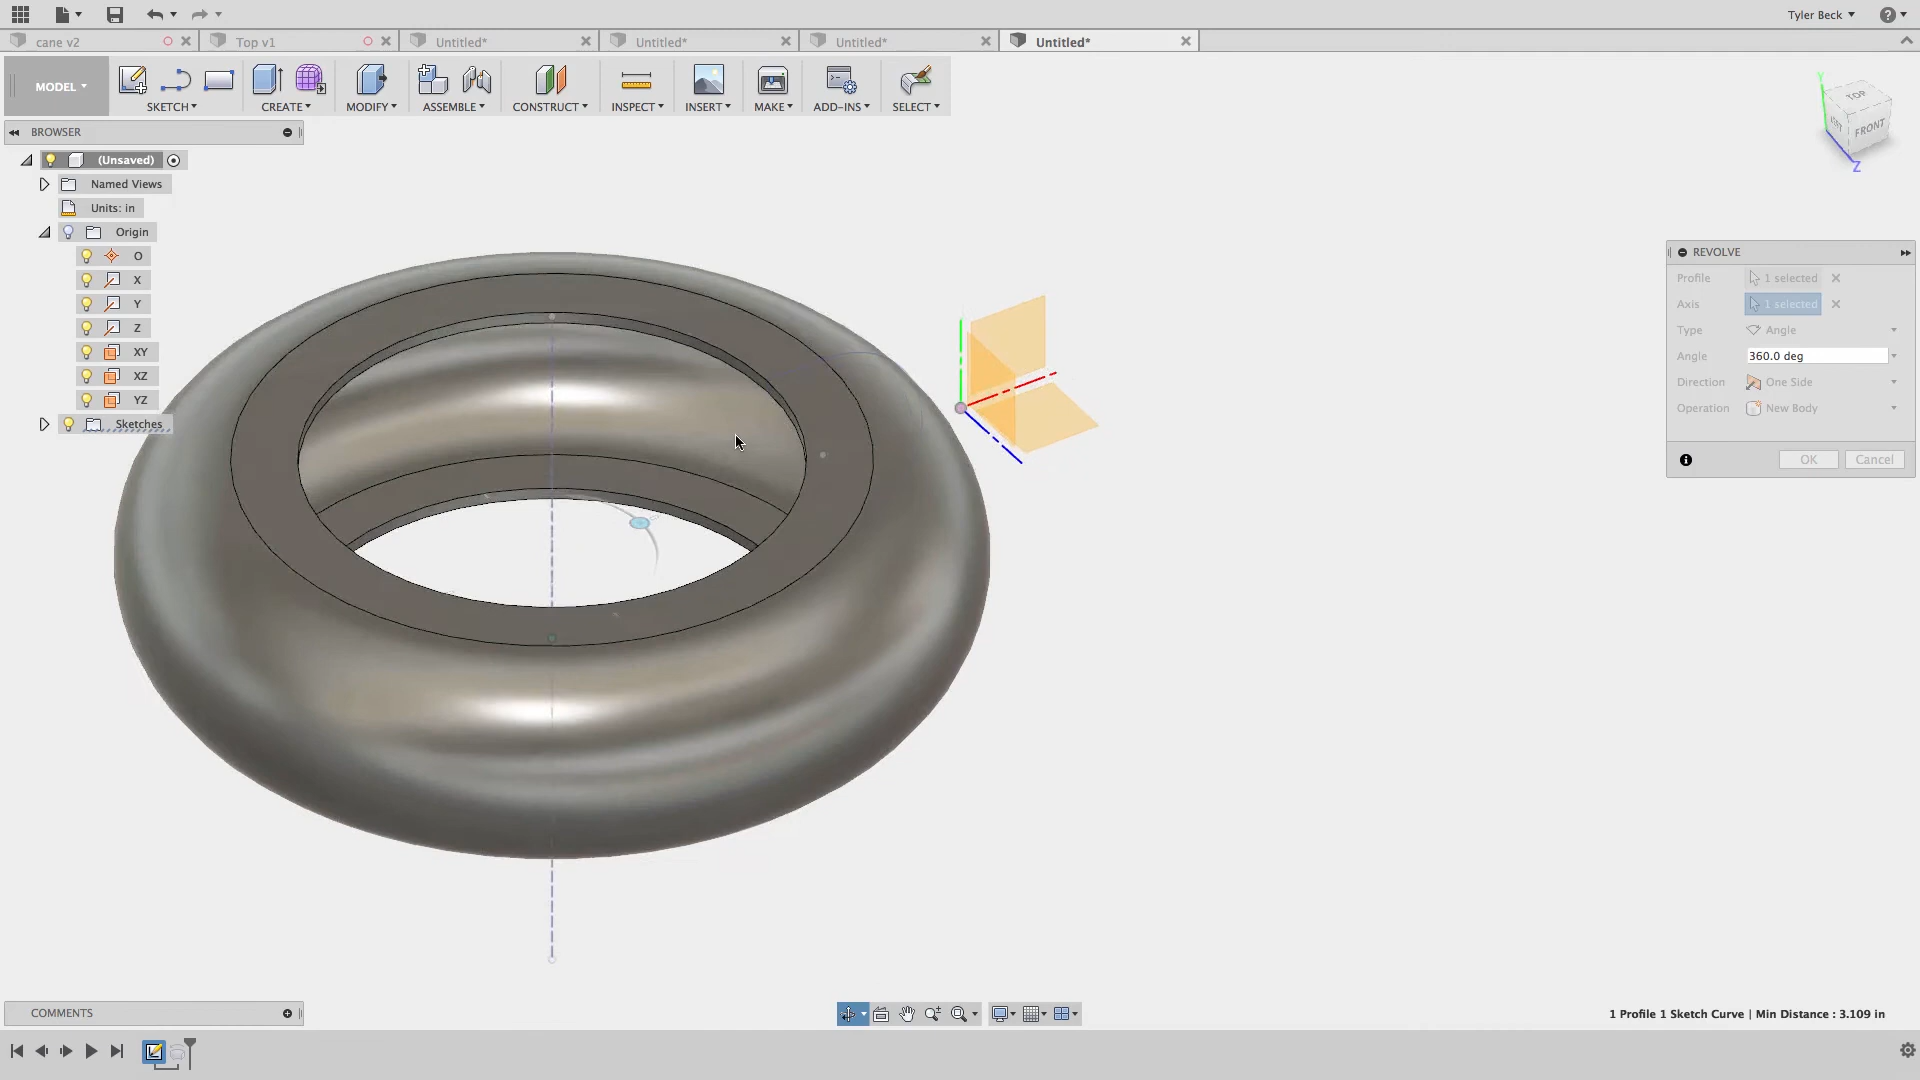 Tyler Beck
cane v2
Top v1
Untitled*
Untitled*
Untitled*
Untitled*
MODEL
SKETCH
CREATE
MODIFY
ASSEMBLE
CONSTRUCT
INSPECT
INSERT
MAKE
ADD-INS
SELECT
BROWSER
(Unsaved)
Named Views
Units: in
Origin
O
X
Y
Z
XY
XZ
YZ
Sketches
Y
TOP
LEFT
FRONT
Z
REVOLVE
Profile 1 selected
Axis 1 selected
Type Angle
Angle 360.0 deg
Direction One Side
Operation New Body
OK Cancel
COMMENTS
1 Profile 1 Sketch Curve | Min Distance : 3.109 in